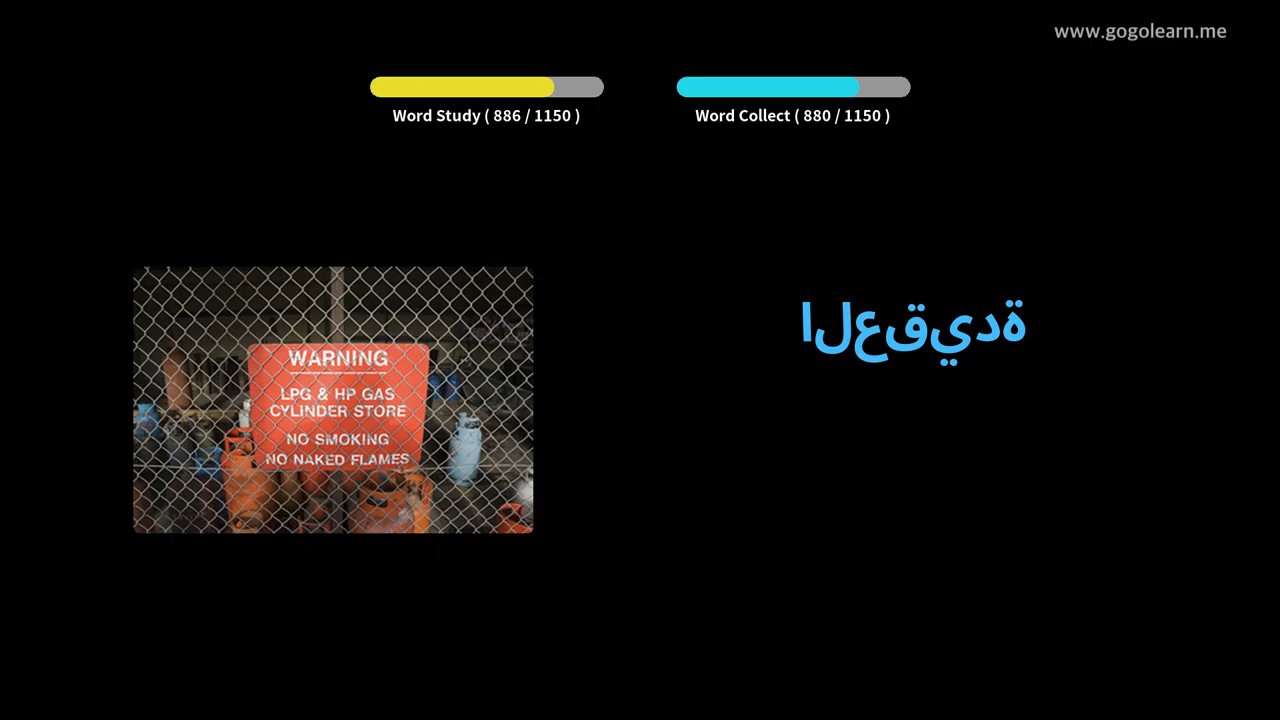 www.gogolearn.me
Word Study ( 886 / 1150 )
Word Collect ( 880 / 1150 )
WARNING
LPG & HP GAS
CYLINDER STORE
NO SMOKING
NO NAKED FLAMES
العقيدة